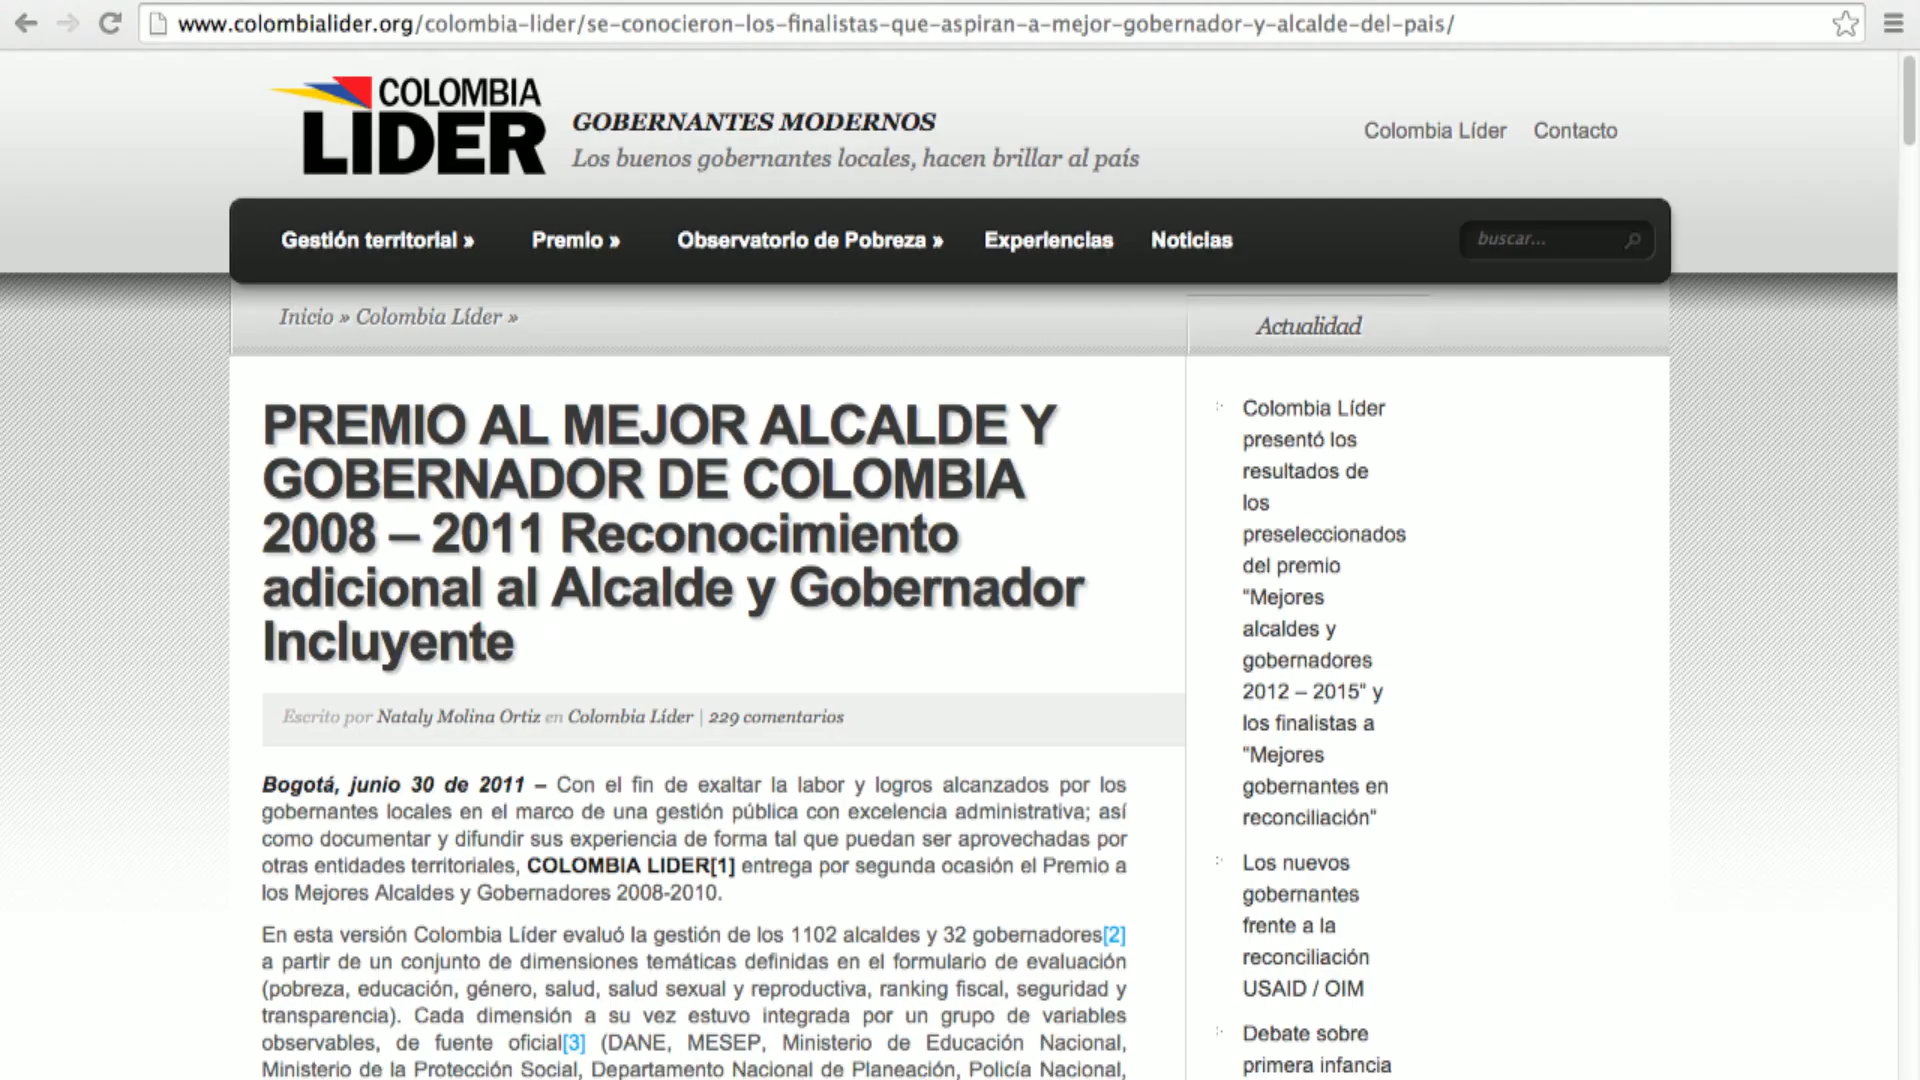 www.colombialider.org/colombia-lider/se-conocieron-los-finalistas-que-aspiran-a-mejor-gobernador-y-alcalde-del-pais/
COLOMBIA
LIDER
GOBERNANTES MODERNOS
Los buenos gobernantes locales, hacen brillar al país
Colombia Líder Contacto
Gestión territorial » Premio » Observatorio de Pobreza » Experiencias Noticias buscar...
Inicio » Colombia Líder »
PREMIO AL MEJOR ALCALDE Y
GOBERNADOR DE COLOMBIA
2008 – 2011 Reconocimiento
adicional al Alcalde y Gobernador
Incluyente
Escrito por Nataly Molina Ortiz en Colombia Líder | 229 comentarios
Bogotá, junio 30 de 2011 – Con el fin de exaltar la labor y logros alcanzados por los
gobernantes locales en el marco de una gestión pública con excelencia administrativa; así
como documentar y difundir sus experiencia de forma tal que puedan ser aprovechadas por
otras entidades territoriales, COLOMBIA LIDER[1] entrega por segunda ocasión el Premio a
los Mejores Alcaldes y Gobernadores 2008-2010.
En esta versión Colombia Líder evaluó la gestión de los 1102 alcaldes y 32 gobernadores[2]
a partir de un conjunto de dimensiones temáticas definidas en el formulario de evaluación
(pobreza, educación, género, salud, salud sexual y reproductiva, ranking fiscal, seguridad y
transparencia). Cada dimensión a su vez estuvo integrada por un grupo de variables
observables, de fuente oficial[3] (DANE, MESEP, Ministerio de Educación Nacional,
Ministerio de la Protección Social, Departamento Nacional de Planeación, Policía Nacional,
Actualidad
Colombia Líder
presentó los
resultados de
los
preseleccionados
del premio
"Mejores
alcaldes y
gobernadores
2012 – 2015" y
los finalistas a
"Mejores
gobernantes en
reconciliación"
Los nuevos
gobernantes
frente a la
reconciliación
USAID / OIM
Debate sobre
primera infancia